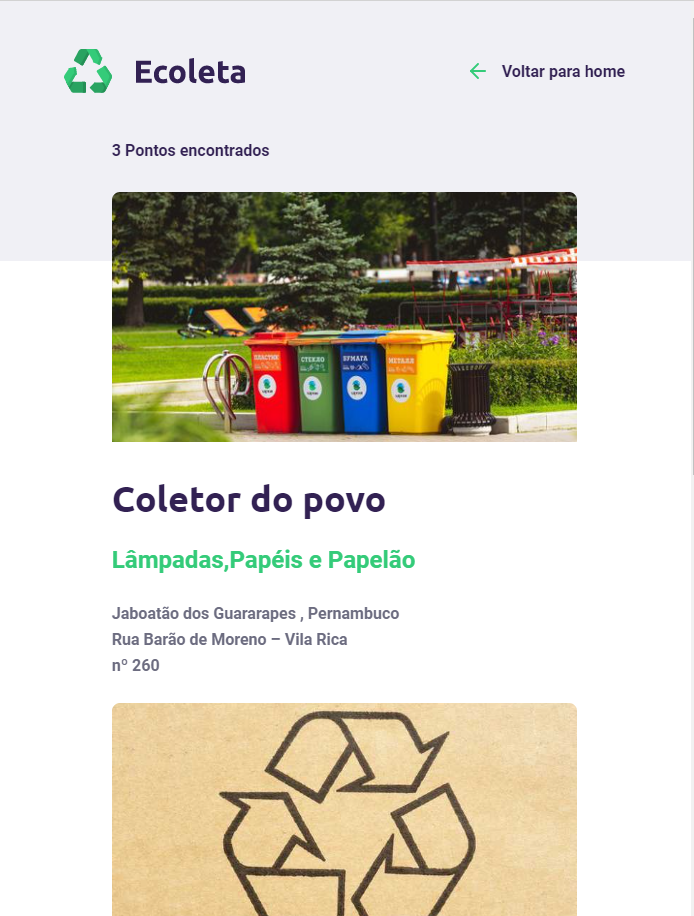 Ecoleta
Voltar para home
3 Pontos encontrados
ПЛАСТИК
СТЕКЛО
БУМАГА
МЕТАЛЛ
Coletor do povo
Lâmpadas,Papéis e Papelão
Jaboatão dos Guararapes , Pernambuco
Rua Barão de Moreno – Vila Rica
nº 260